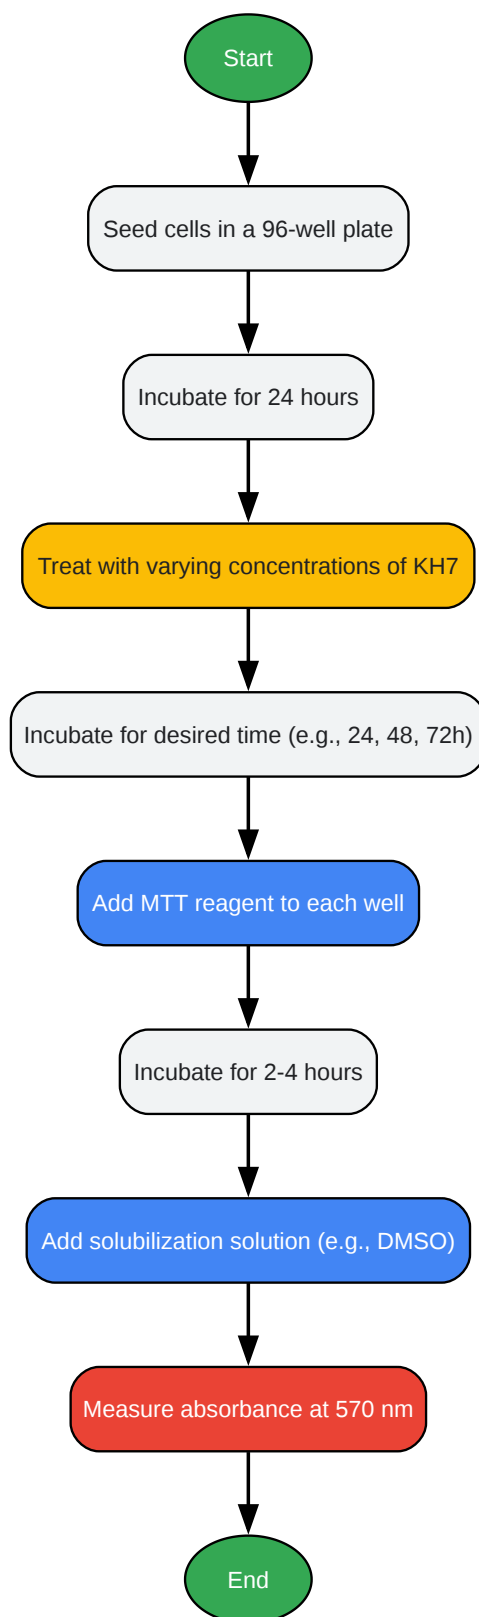 Start
Seed cells in a 96-well plate
Incubate for 24 hours
Treat with varying concentrations of KH7
Incubate for desired time (e.g., 24, 48, 72h)
Add MTT reagent to each well
Incubate for 2-4 hours
Add solubilization solution (e.g., DMSO)
Measure absorbance at 570 nm
End